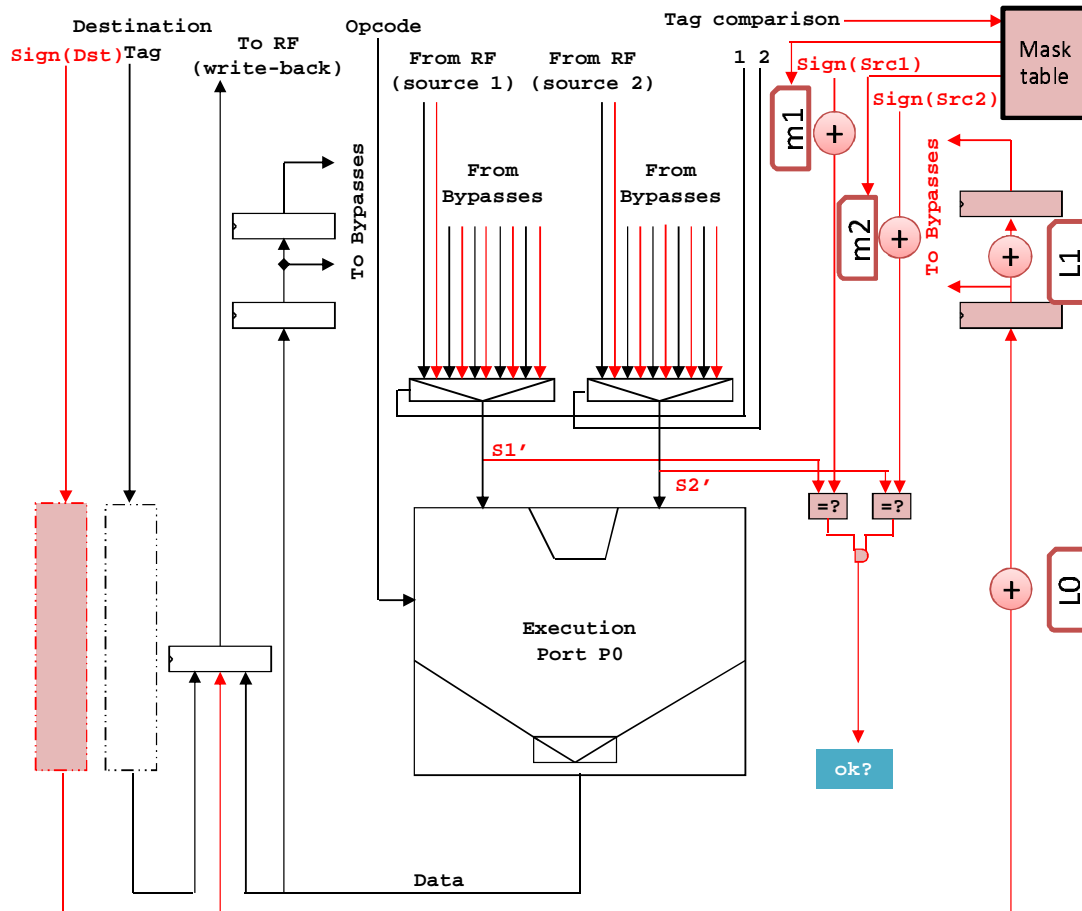 Destination
Sign(Dst)
Tag
To RF
(write-back)
Opcode
From RF
(source 1)
From RF
(source 2)
Tag comparison
1 2
Sign(Src1)
Sign(Src2)
Mask
table
m1
+
m2
+
From
Bypasses
From
Bypasses
To Bypasses
To Bypasses
+
L1
S1’
S2’
=?
=?
Execution
Port P0
+
L0
ok?
Data